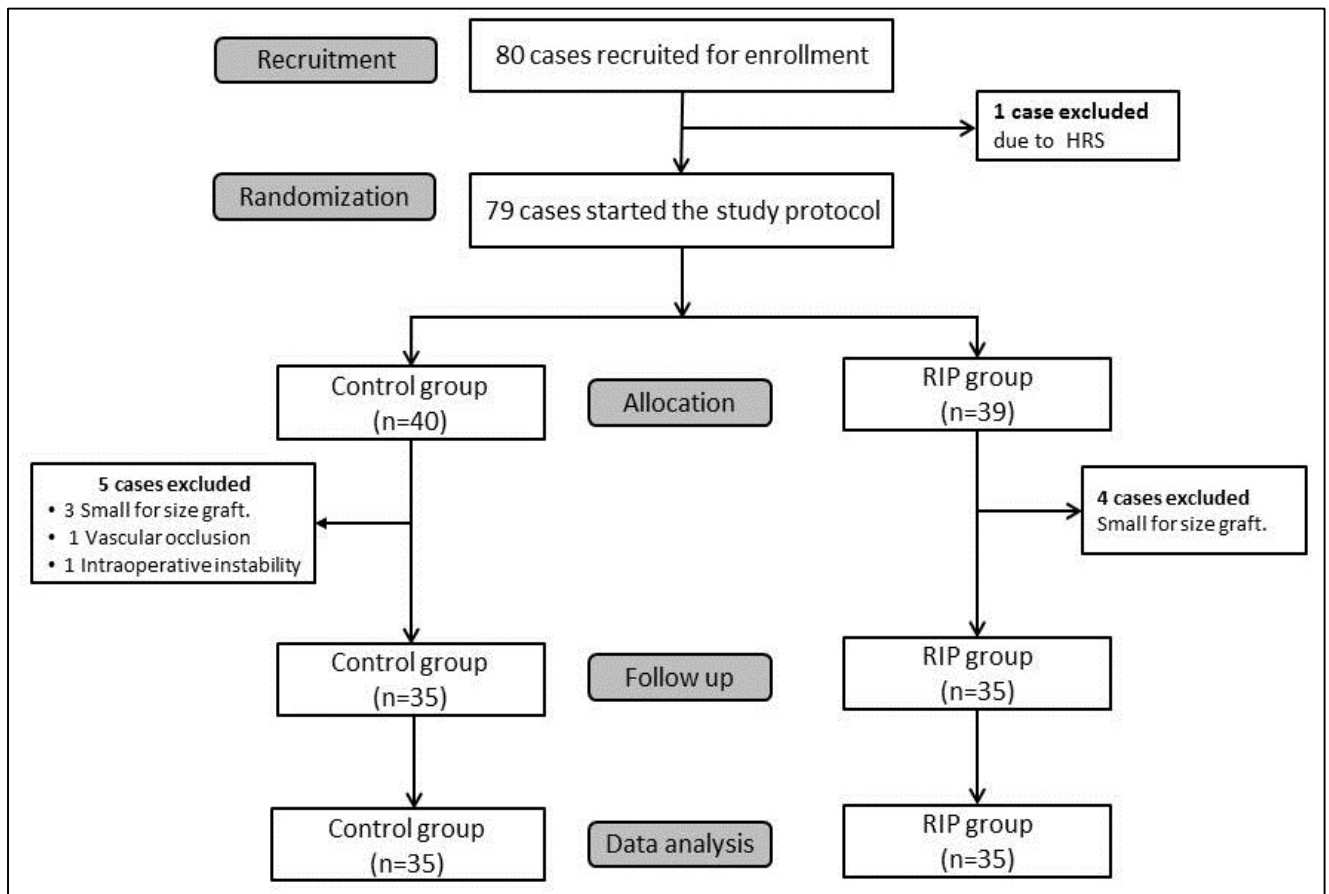 Recruitment
80 cases recruited for enrollment
1 case excluded
due to HRS
Randomization
79 cases started the study protocol
Control group
(n=40)
Allocation
RIP group
(n=39)
5 cases excluded
• 3 Small for size graft.
• 1 Vascular occlusion
• 1 Intraoperative instability
4 cases excluded
Small for size graft.
Control group
(n=35)
Follow up
RIP group
(n=35)
Control group
(n=35)
Data analysis
RIP group
(n=35)